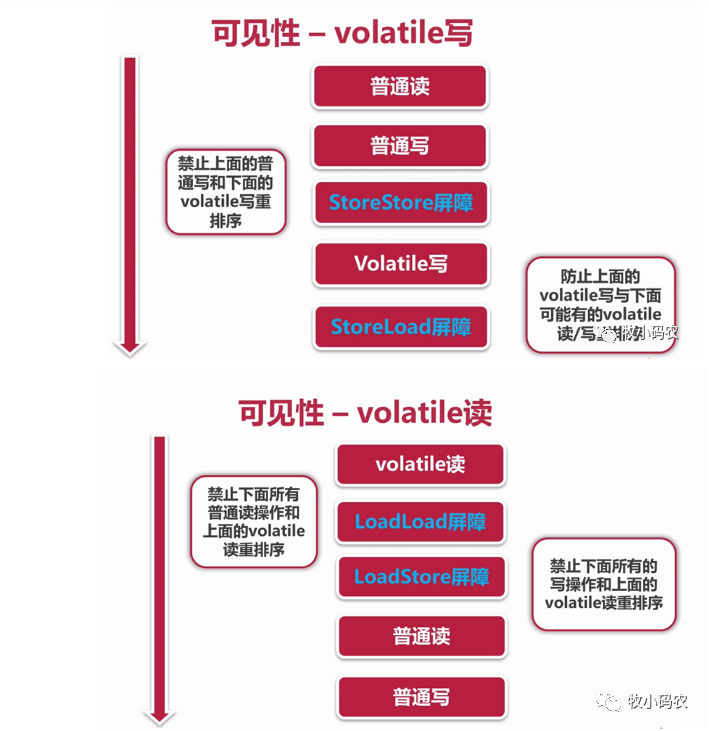 可见性 – volatile写
普通读
普通写
禁止上面的普
通写和下面的
volatile写重
排序
StoreStore屏障
Volatile写
StoreLoad屏障
防止上面的
volatile写与下面
可能有的volatile
读/写
牧小码农
可见性 – volatile读
volatile读
禁止下面所有
普通读操作和
上面的volatile
读重排序
LoadLoad屏障
LoadStore屏障
禁止下面所有的
写操作和上面的
volatile读重排序
普通读
普通写
牧小码农